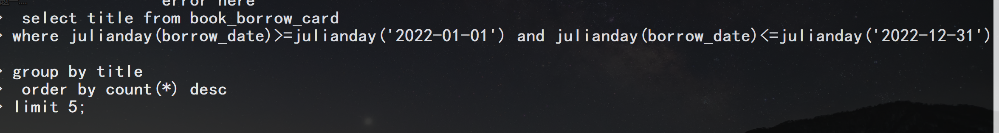 error here
> select title from book_borrow_card
> where julianday(borrow_date)>=julianday('2022-01-01') and julianday(borrow_date)<=julianday('2022-12-31')
> group by title
> order by count(*) desc
> limit 5;